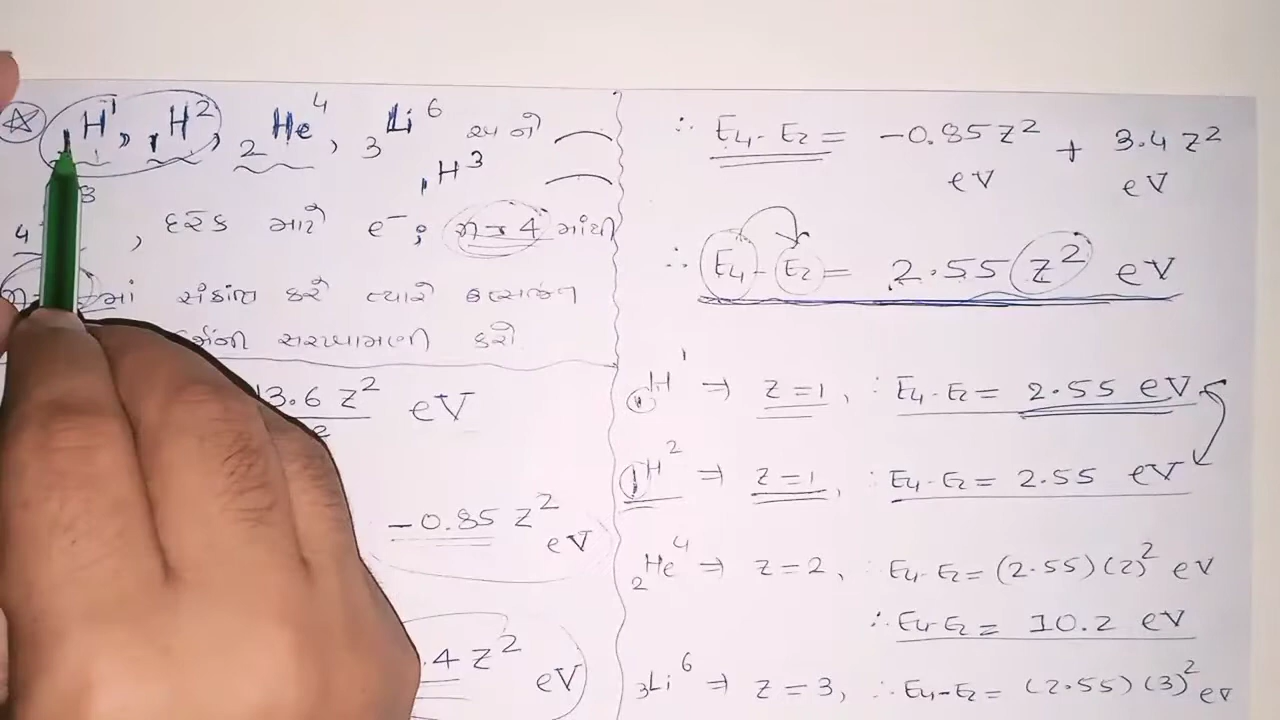 ₁H¹, ₁H², ₂He⁴, ₃Li⁶ અને
₁H³
4 , દરેક માટે e⁻; n=4 માંથી
માં સંક્રાંતિ કરે ત્યારે ઉત્સર્જન
સરખામણી કરો
13.6 Z² eV
-0.85 Z² eV
.4 Z² eV
∴ E₄-E₂ = -0.85 Z² eV + 3.4 Z² eV
∴ E₄-E₂ = 2.55 Z² eV
₁H¹ ⇒ Z=1, ∴ E₄-E₂ = 2.55 eV
₁H² ⇒ Z=1, ∴ E₄-E₂ = 2.55 eV
₂He⁴ ⇒ Z=2, ∴ E₄-E₂ = (2.55)(2)² eV
∴ E₄-E₂ = 10.2 eV
₃Li⁶ ⇒ Z=3, ∴ E₄-E₂ = (2.55)(3)² eV